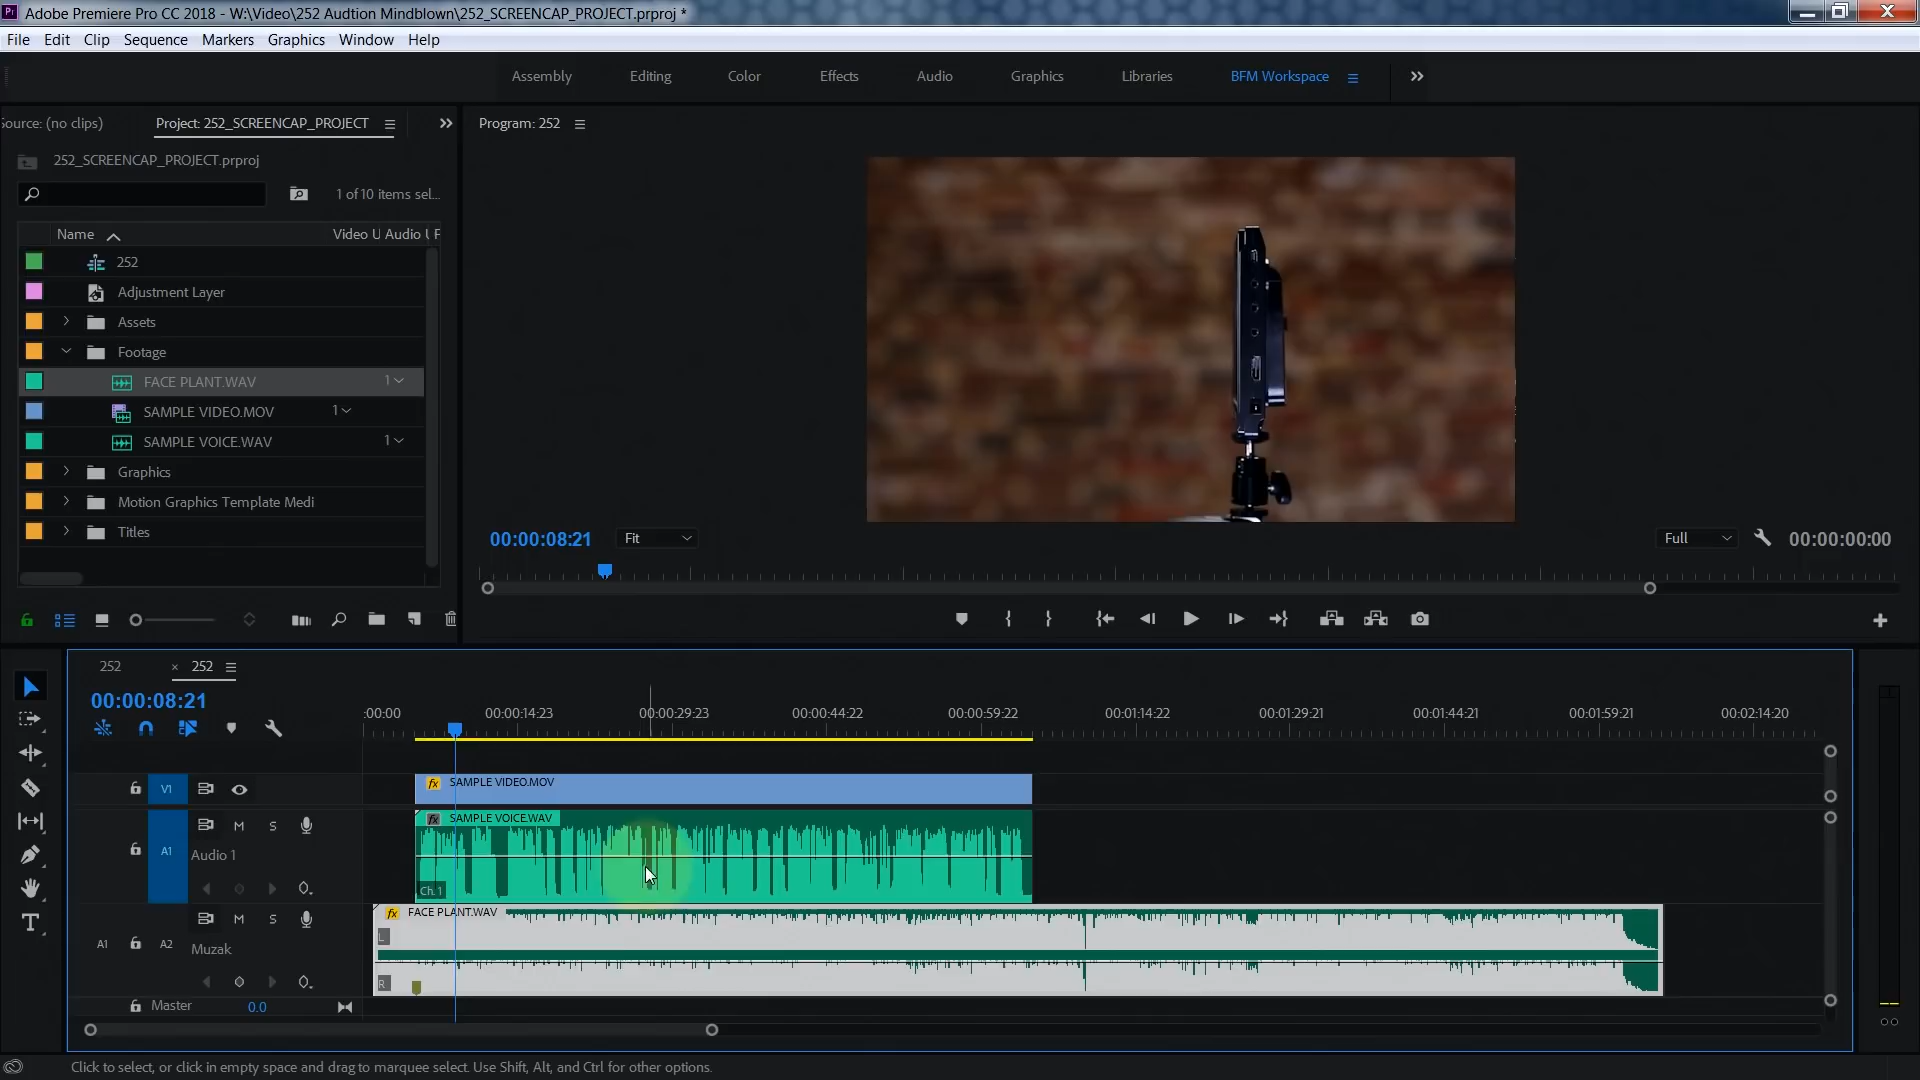 Pr Adobe Premiere Pro CC 2018 - W:\Video\252 Audtion Mindblown\252_SCREENCAP_PROJECT.prproj *
File Edit Clip Sequence Markers Graphics Window Help
Assembly Editing Color Effects Audio Graphics Libraries BFM Workspace
Source: (no clips) Project: 252_SCREENCAP_PROJECT
Program: 252
252_SCREENCAP_PROJECT.prproj
1 of 10 items sel...
Name Video U Audio U F
252
Adjustment Layer
Assets
Footage
FACE PLANT.WAV 1
SAMPLE VIDEO.MOV 1
SAMPLE VOICE.WAV 1
Graphics
Motion Graphics Template Medi
Titles
00:00:08:21 Fit Full 00:00:00:00
252 × 252
00:00:08:21
:00:00 00:00:14:23 00:00:29:23 00:00:44:22 00:00:59:22 00:01:14:22 00:01:29:21 00:01:44:21 00:01:59:21 00:02:14:20
V1 fx SAMPLE VIDEO.MOV
fx SAMPLE VOICE.WAV
M S
A1 Audio 1
Ch. 1
fx FACE PLANT.WAV
M S
L
A1 A2 Muzak
R
Master 0.0
Click to select, or click in empty space and drag to marquee select. Use Shift, Alt, and Ctrl for other options.